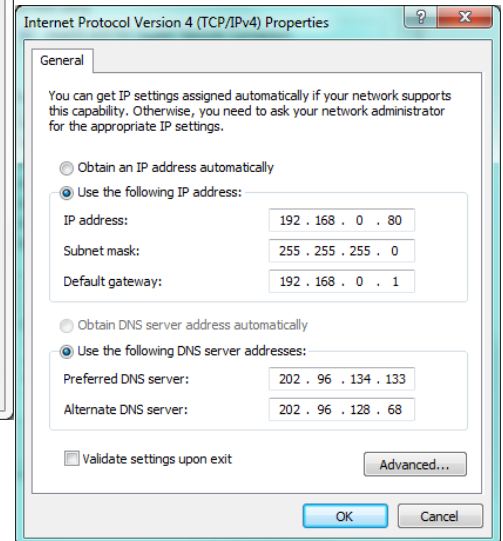 Internet Protocol Version 4 (TCP/IPv4) Properties
General
You can get IP settings assigned automatically if your network supports
this capability. Otherwise, you need to ask your network administrator
for the appropriate IP settings.
Obtain an IP address automatically
Use the following IP address:
IP address: 192 . 168 . 0 . 80
Subnet mask: 255 . 255 . 255 . 0
Default gateway: 192 . 168 . 0 . 1
Obtain DNS server address automatically
Use the following DNS server addresses:
Preferred DNS server: 202 . 96 . 134 . 133
Alternate DNS server: 202 . 96 . 128 . 68
Validate settings upon exit
Advanced...
OK Cancel